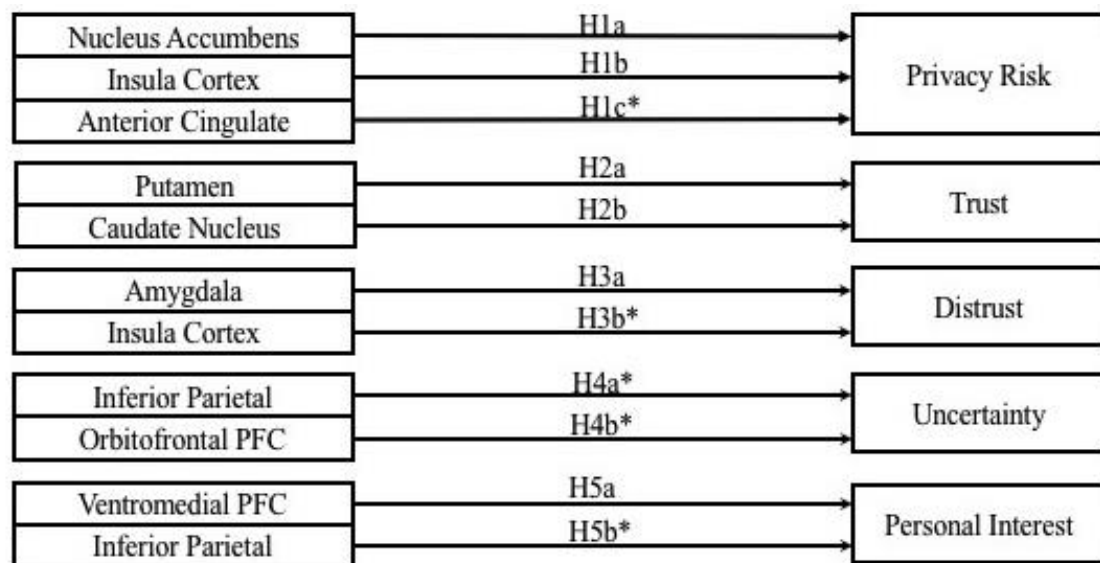 Nucleus Accumbens
H1a
Insula Cortex
H1b
Privacy Risk
Anterior Cingulate
H1c*
Putamen
H2a
Trust
Caudate Nucleus
H2b
Amygdala
H3a
Distrust
Insula Cortex
H3b*
Inferior Parietal
H4a*
Uncertainty
Orbitofrontal PFC
H4b*
Ventromedial PFC
H5a
Personal Interest
Inferior Parietal
H5b*